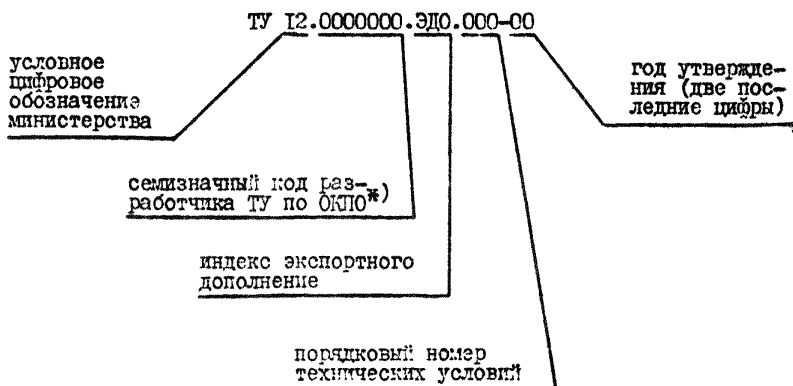 ТУ 12.0000000.ЭД0.000-00
условное
цифровое
обозначение
министерства
год утвержде-
ния (две пос-
ледние цифры)
семизначный код раз-
работчика ТУ по ОКПО*)
индекс экспортного
дополнение
порядковый номер
технических условий